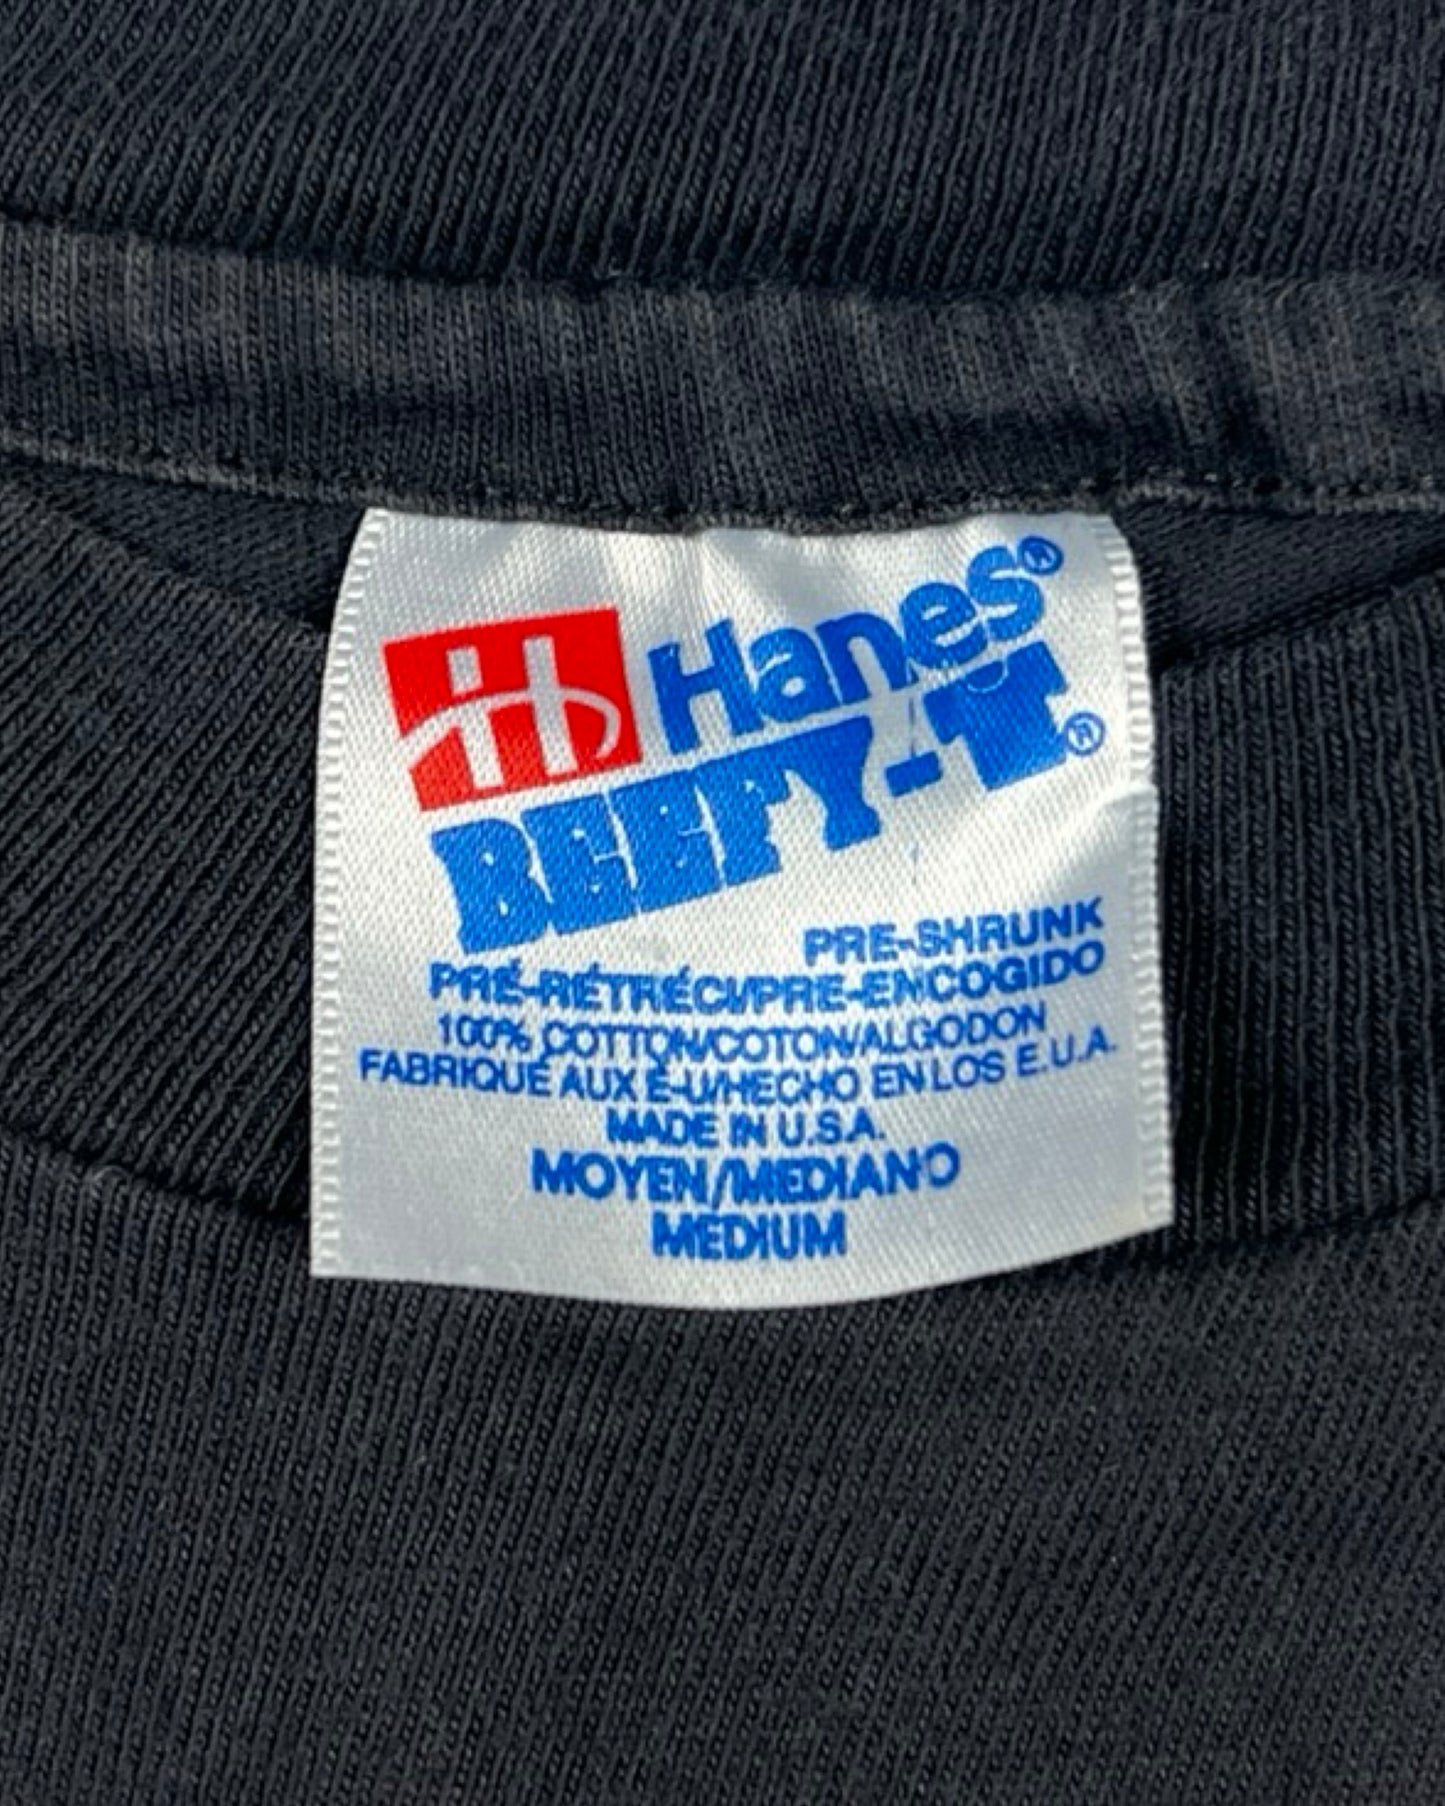 Hanes®
BEEFY-T®
PRE-SHRUNK
PRÉ-RÉTRÉCI/PRE-ENCOGIDO
100% COTTON/COTON/ALGODON
FABRIQUÉ AUX É-U/HECHO EN LOS E.U.A.
MADE IN U.S.A.
MOYEN/MEDIANO
MEDIUM